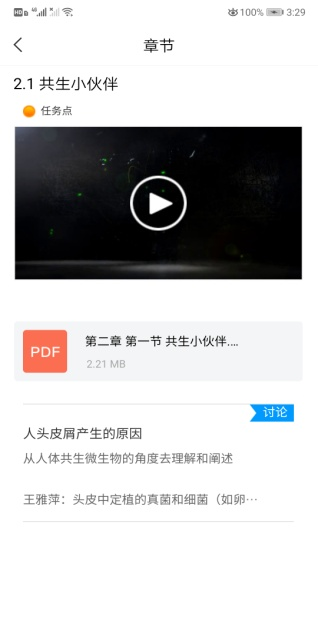 HD B 4G 100% 3:29
章节
2.1 共生小伙伴
任务点
PDF
第二章 第一节 共生小伙伴....
2.21 MB
讨论
人头皮屑产生的原因
从人体共生微生物的角度去理解和阐述
王雅萍：头皮中定植的真菌和细菌（如卵…